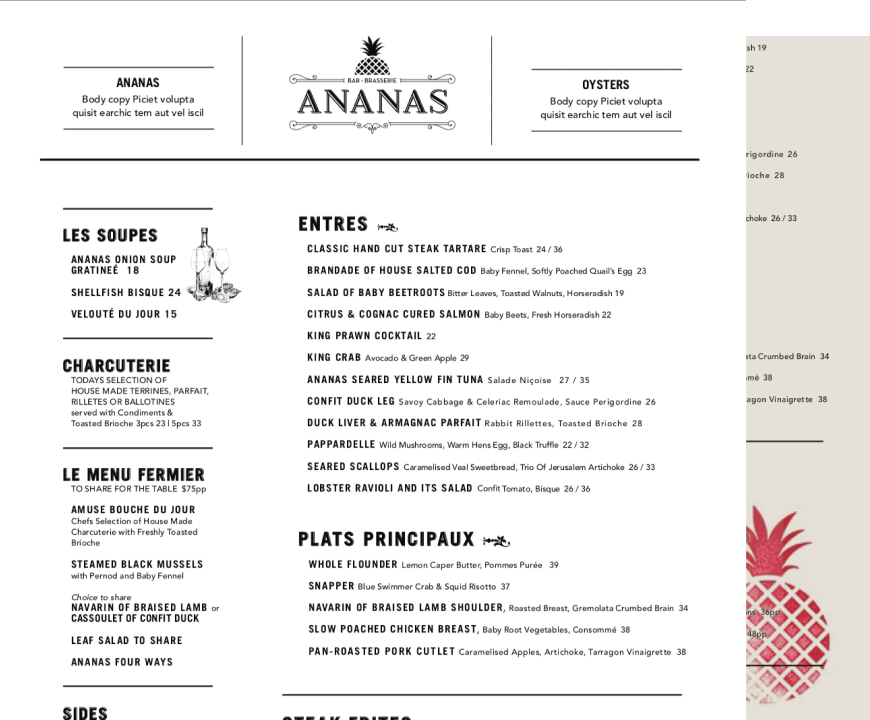 ANANAS
Body copy Piciet volupta
quisit earchic tem aut vel iscil
BAR - BRASSERIE
ANANAS
OYSTERS
Body copy Piciet volupta
quisit earchic tem aut vel iscil
LES SOUPES
ANANAS ONION SOUP
GRATINEÉ 18
SHELLFISH BISQUE 24
VELOUTÉ DU JOUR 15
CHARCUTERIE
TODAYS SELECTION OF
HOUSE MADE TERRINES, PARFAIT,
RILLETES OR BALLOTINES
served with Condiments &
Toasted Brioche 3pcs 23 l 5pcs 33
LE MENU FERMIER
TO SHARE FOR THE TABLE $75pp
AMUSE BOUCHE DU JOUR
Chefs Selection of House Made
Charcuterie with Freshly Toasted
Brioche
STEAMED BLACK MUSSELS
with Pernod and Baby Fennel
Choice to share
NAVARIN OF BRAISED LAMB or
CASSOULET OF CONFIT DUCK
LEAF SALAD TO SHARE
ANANAS FOUR WAYS
SIDES
ENTRES
CLASSIC HAND CUT STEAK TARTARE Crisp Toast 24 / 36
BRANDADE OF HOUSE SALTED COD Baby Fennel, Softly Poached Quail's Egg 23
SALAD OF BABY BEETROOTS Bitter Leaves, Toasted Walnuts, Horseradish 19
CITRUS & COGNAC CURED SALMON Baby Beets, Fresh Horseradish 22
KING PRAWN COCKTAIL 22
KING CRAB Avocado & Green Apple 29
ANANAS SEARED YELLOW FIN TUNA Salade Niçoise 27 / 35
CONFIT DUCK LEG Savoy Cabbage & Celeriac Remoulade, Sauce Perigordine 26
DUCK LIVER & ARMAGNAC PARFAIT Rabbit Rillettes, Toasted Brioche 28
PAPPARDELLE Wild Mushrooms, Warm Hens Egg, Black Truffle 22 / 32
SEARED SCALLOPS Caramelised Veal Sweetbread, Trio Of Jerusalem Artichoke 26 / 33
LOBSTER RAVIOLI AND ITS SALAD Confit Tomato, Bisque 26 / 36
PLATS PRINCIPAUX
WHOLE FLOUNDER Lemon Caper Butter, Pommes Purée 39
SNAPPER Blue Swimmer Crab & Squid Risotto 37
NAVARIN OF BRAISED LAMB SHOULDER, Roasted Breast, Gremolata Crumbed Brain 34
SLOW POACHED CHICKEN BREAST, Baby Root Vegetables, Consommé 38
PAN-ROASTED PORK CUTLET Caramelised Apples, Artichoke, Tarragon Vinaigrette 38
sh 19
22
rigordine 26
rioche 28
choke 26 / 33
ata Crumbed Brain 34
mé 38
ragon Vinaigrette 38
36pp
48pp